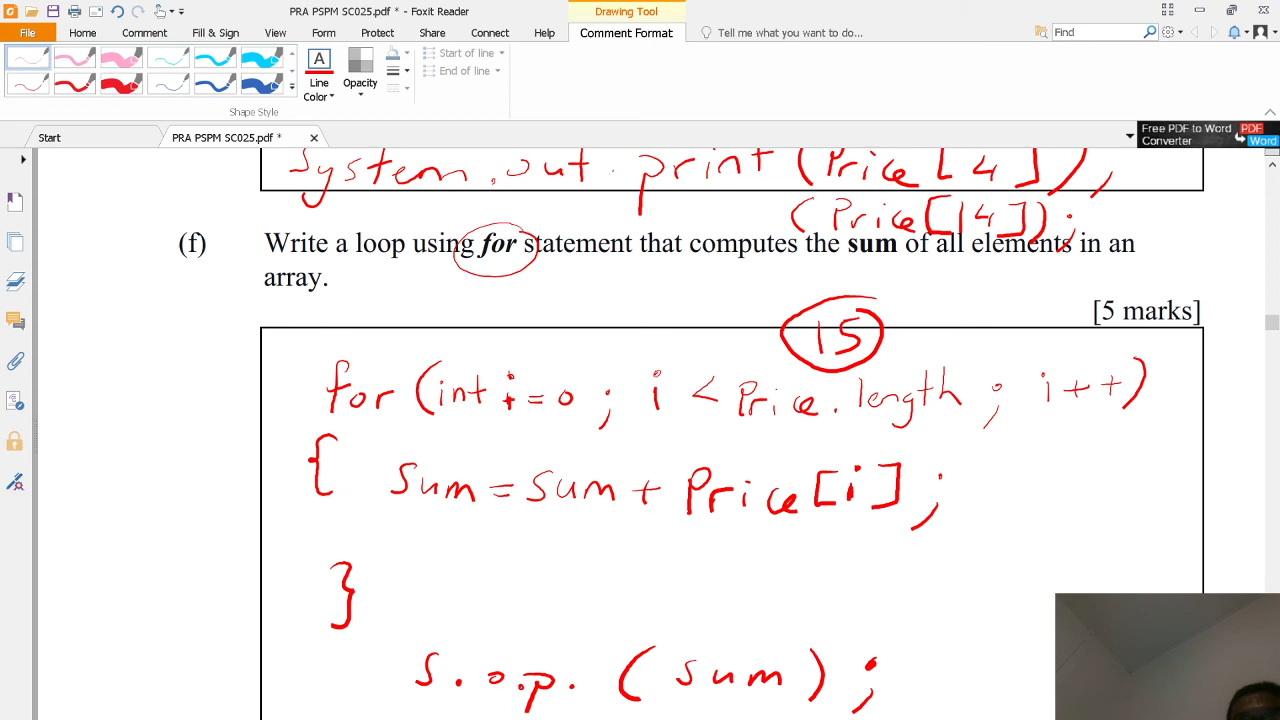 PRA PSPM SC025.pdf * - Foxit Reader
Drawing Tool
File Home Comment Fill & Sign View Form Protect Share Connect Help Comment Format Tell me what you want to do... Find
Line Color
Opacity
Start of line
End of line
Shape Style
Start
PRA PSPM SC025.pdf *
Free PDF to Word Converter
PDF
Word
System.out.print (Price[4]);
(Price[14]);
(f) Write a loop using for statement that computes the sum of all elements in an
array.
[5 marks]
15
for (int i=0 ; i < Price.length ; i++)
{ sum = sum + Price[i] ;
}
S.o.p. (sum) ;